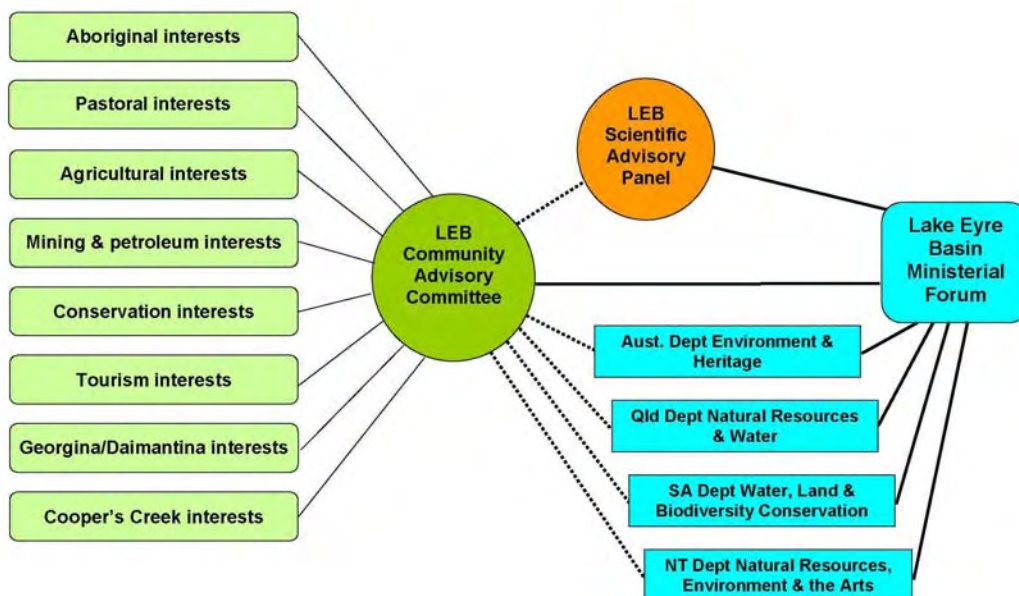 Aboriginal interests
Pastoral interests
Agricultural interests
Mining & petroleum interests
Conservation interests
Tourism interests
Georgina/Daimantina interests
Cooper's Creek interests
LEB
Community
Advisory
Committee
LEB
Scientific
Advisory
Panel
Lake Eyre
Basin
Ministerial
Forum
Aust. Dept Environment &
Heritage
Qld Dept Natural Resources
& Water
SA Dept Water, Land &
Biodiversity Conservation
NT Dept Natural Resources,
Environment & the Arts